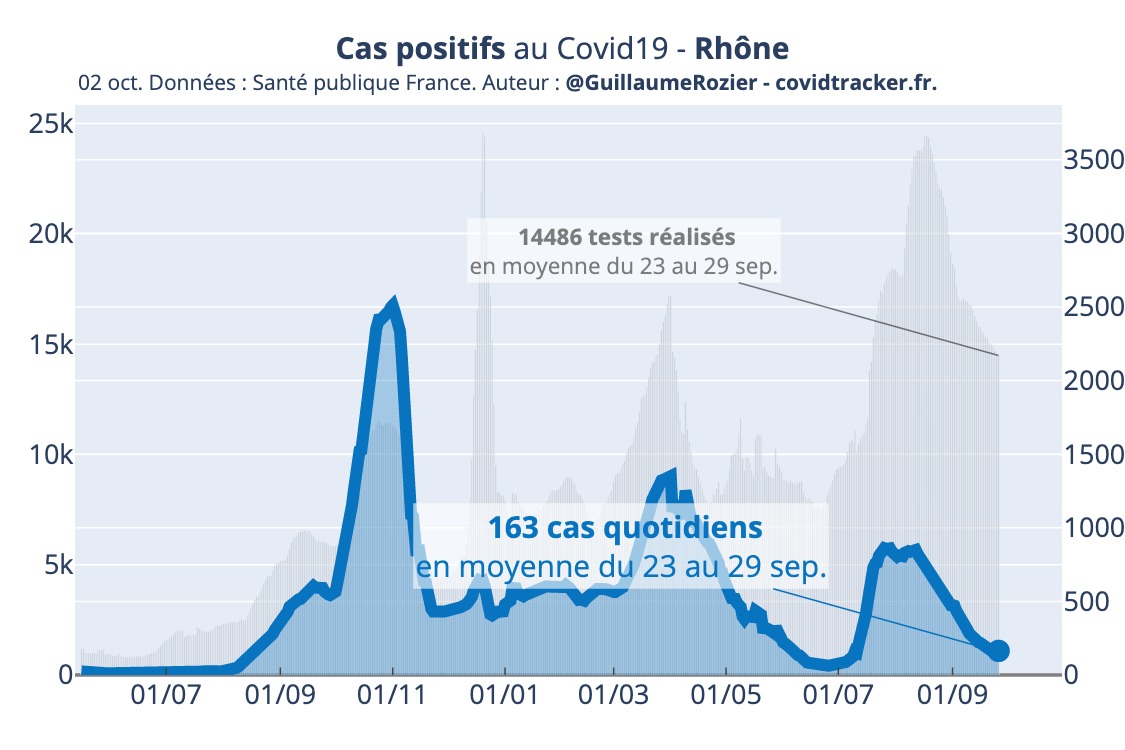 Cas positifs au Covid19 - Rhône
02 oct. Données : Santé publique France. Auteur : @GuillaumeRozier - covidtracker.fr.
25k
20k
15k
10k
5k
0
3500
3000
2500
2000
1500
1000
500
0
14486 tests réalisés
en moyenne du 23 au 29 sep.
163 cas quotidiens
en moyenne du 23 au 29 sep.
01/07 01/09 01/11 01/01 01/03 01/05 01/07 01/09